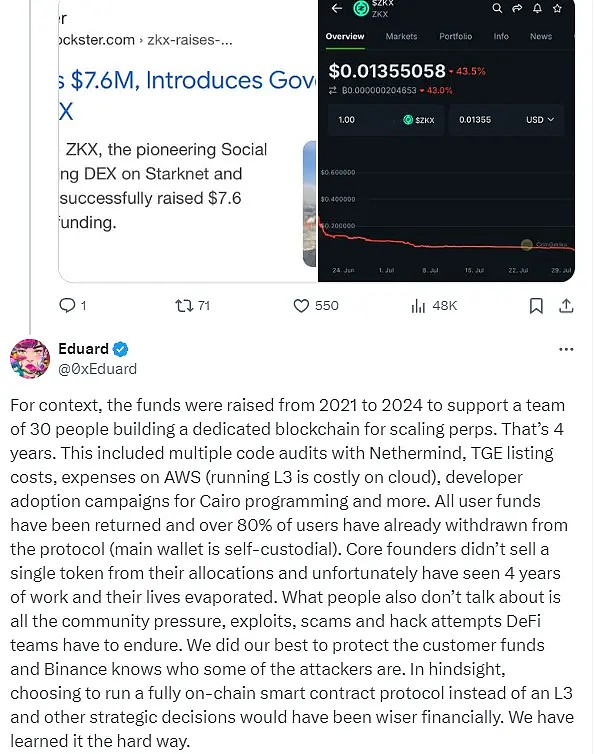 er
ockster.com › zkx-raises-...
s $7.6M, Introduces Gov
X
ZKX, the pioneering Social
ng DEX on Starknet and
successfully raised $7.6
funding.
$ZKX
ZKX
Overview Markets Portfolio Info News
$0.01355058 43.5%
₿0.000000204653 43.0%
1.00 $ZKX 0.01355 USD
$0.600000
$0.400000
$0.200000
CoinGecko
24. Jun 1. Jul 8. Jul 15. Jul 22. Jul 29. Jul
1 71 550 48K
Eduard
@0xEduard
For context, the funds were raised from 2021 to 2024 to support a team
of 30 people building a dedicated blockchain for scaling perps. That’s 4
years. This included multiple code audits with Nethermind, TGE listing
costs, expenses on AWS (running L3 is costly on cloud), developer
adoption campaigns for Cairo programming and more. All user funds
have been returned and over 80% of users have already withdrawn from
the protocol (main wallet is self-custodial). Core founders didn’t sell a
single token from their allocations and unfortunately have seen 4 years
of work and their lives evaporated. What people also don’t talk about is
all the community pressure, exploits, scams and hack attempts DeFi
teams have to endure. We did our best to protect the customer funds
and Binance knows who some of the attackers are. In hindsight,
choosing to run a fully on-chain smart contract protocol instead of an L3
and other strategic decisions would have been wiser financially. We have
learned it the hard way.